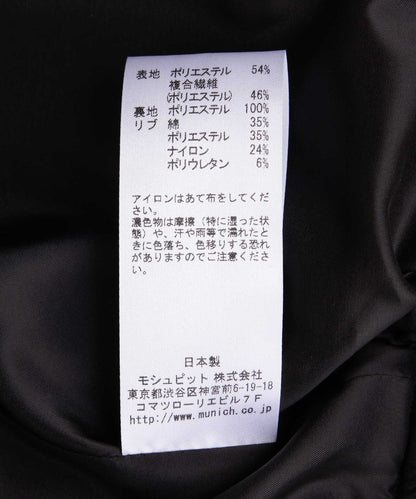 表地 ポリエステル 54%
複合繊維
(ポリエステル) 46%
裏地 ポリエステル 100%
リブ 綿 35%
ポリエステル 35%
ナイロン 24%
ポリウレタン 6%
アイロンはあて布をしてくださ
い。
濃色物は摩擦（特に湿った状
態）や、汗や雨等で濡れたと
きに色落ち、色移りする恐れ
がありますのでご注意くださ
い。
日本製
モシュピット 株式会社
東京都渋谷区神宮前6-19-18
コマツローリエビル７Ｆ
http://www.munich.co.jp